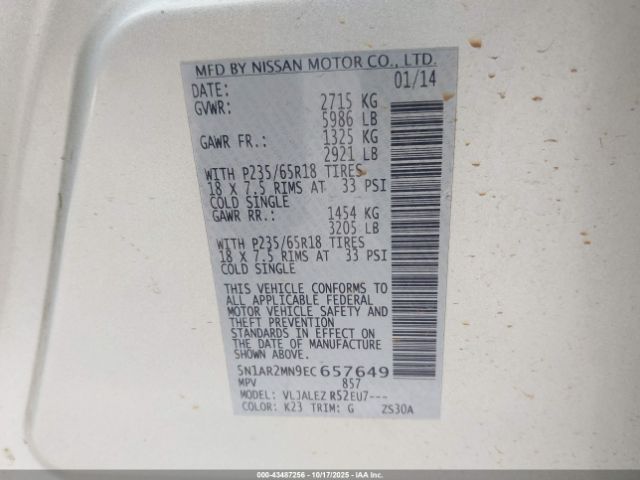 MFD BY NISSAN MOTOR CO., LTD.
DATE: 01/14
GVWR: 2715 KG
5986 LB
GAWR FR.: 1325 KG
2921 LB
WITH P235/65R18 TIRES
18 X 7.5 RIMS AT 33 PSI
COLD SINGLE
GAWR RR.: 1454 KG
3205 LB
WITH P235/65R18 TIRES
18 X 7.5 RIMS AT 33 PSI
COLD SINGLE
THIS VEHICLE CONFORMS TO
ALL APPLICABLE FEDERAL
MOTOR VEHICLE SAFETY AND
THEFT PREVENTION
STANDARDS IN EFFECT ON
THE DATE OF MANUFACTURE
SHOWN ABOVE.
5N1AR2MN9EC657649
MPV 857
MODEL: VLJALEZ R52EU7---
COLOR: K23 TRIM: G ZS30A
000-43487256 - 10/17/2025 - COPYRIGHT © IAA, LLC